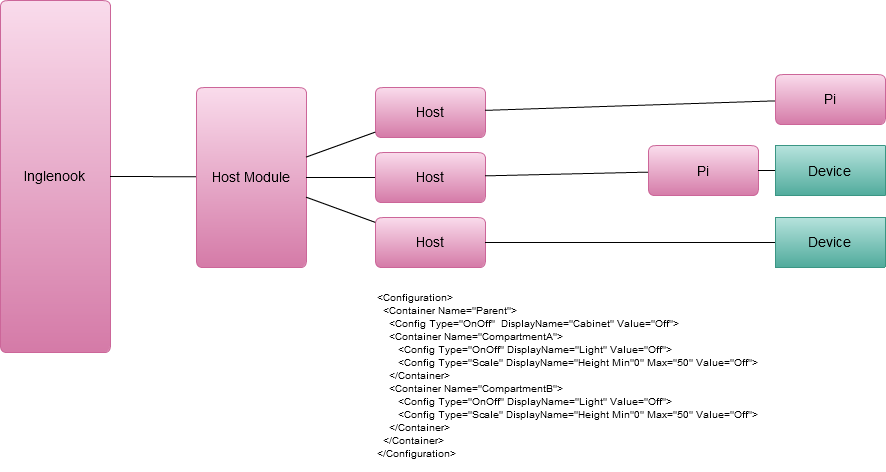 Inglenook
Host Module
Host
Pi
Host
Pi
Device
Host
Device
<Configuration>
<Container Name="Parent">
<Config Type="OnOff"  DisplayName="Cabinet" Value="Off">
<Container Name="CompartmentA">
<Config Type="OnOff" DisplayName="Light" Value="Off">
<Config Type="Scale" DisplayName="Height Min"0" Max="50" Value="Off">
</Container>
<Container Name="CompartmentB">
<Config Type="OnOff" DisplayName="Light" Value="Off">
<Config Type="Scale" DisplayName="Height Min"0" Max="50" Value="Off">
</Container>
</Container>
</Configuration>